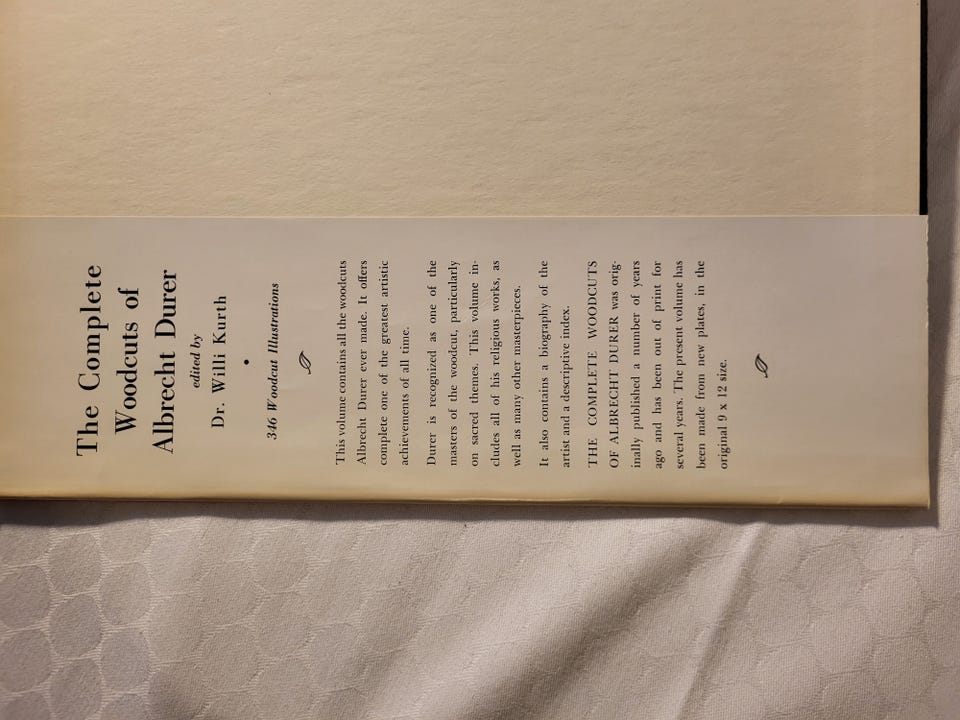 The Complete
Woodcuts of
Albrecht Durer
edited by
Dr. Willi Kurth
•
346 Woodcut Illustrations
This volume contains all the woodcuts
Albrecht Durer ever made. It offers
complete one of the greatest artistic
achievements of all time.
Durer is recognized as one of the
masters of the woodcut, particularly
on sacred themes. This volume in-
cludes all of his religious works, as
well as many other masterpieces.
It also contains a biography of the
artist and a descriptive index.
THE COMPLETE WOODCUTS
OF ALBRECHT DURER was orig-
inally published a number of years
ago and has been out of print for
several years. The present volume has
been made from new plates, in the
original 9 x 12 size.